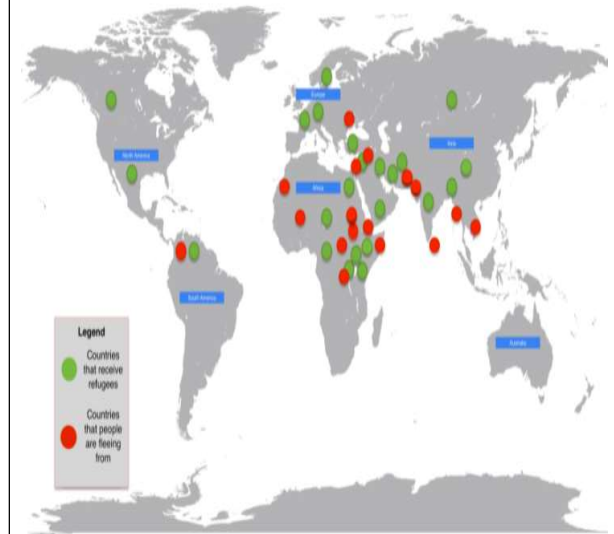 Europe
North America
Asia
Africa
South America
Australia
Legend
Countries
that receive
refugees
Countries
that people
are fleeing
from